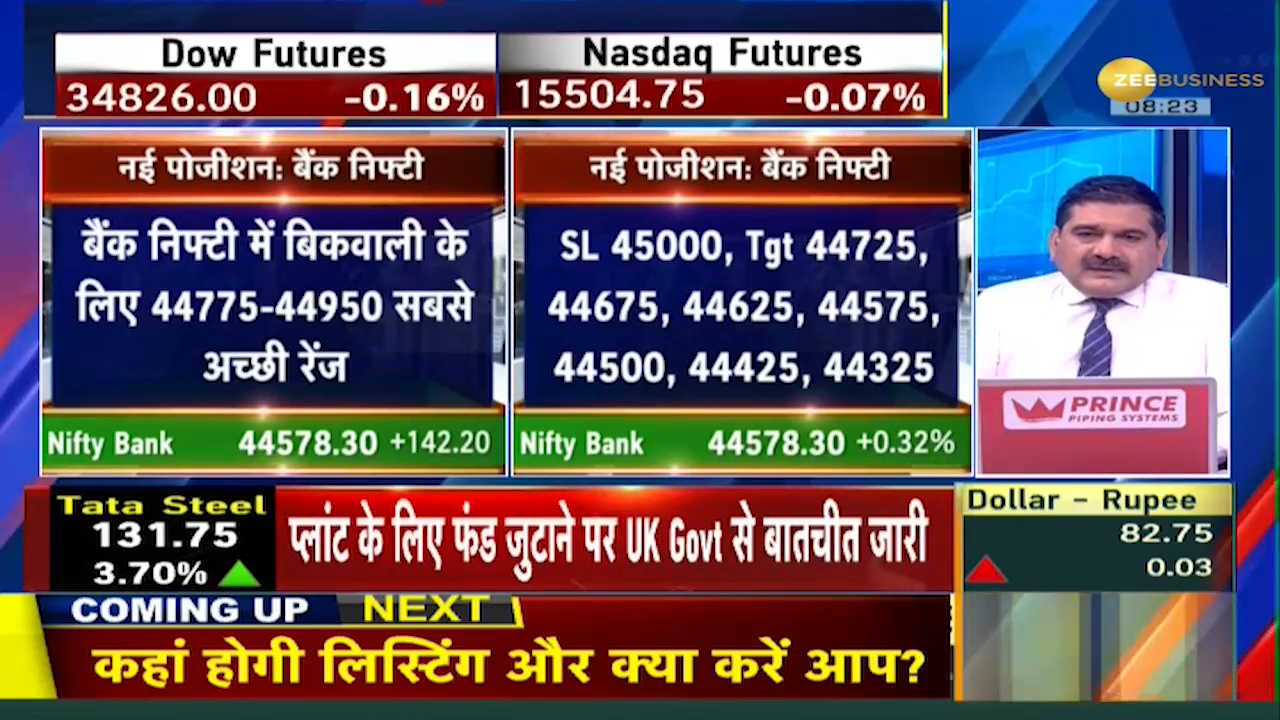 Dow Futures
34826.00 -0.16%
Nasdaq Futures
15504.75 -0.07%
ZEEBUSINESS
08:23
नई पोजीशन: बैंक निफ्टी
बैंक निफ्टी में बिकवाली के
लिए 44775-44950 सबसे
अच्छी रेंज
Nifty Bank 44578.30 +142.20
नई पोजीशन: बैंक निफ्टी
SL 45000, Tgt 44725,
44675, 44625, 44575,
44500, 44425, 44325
Nifty Bank 44578.30 +0.32%
PRINCE
PIPING SYSTEMS
Tata Steel
131.75
3.70%
प्लांट के लिए फंड जुटाने पर UK Govt से बातचीत जारी
Dollar - Rupee
82.75
0.03
COMING UP NEXT
कहां होगी लिस्टिंग और क्या करें आप?